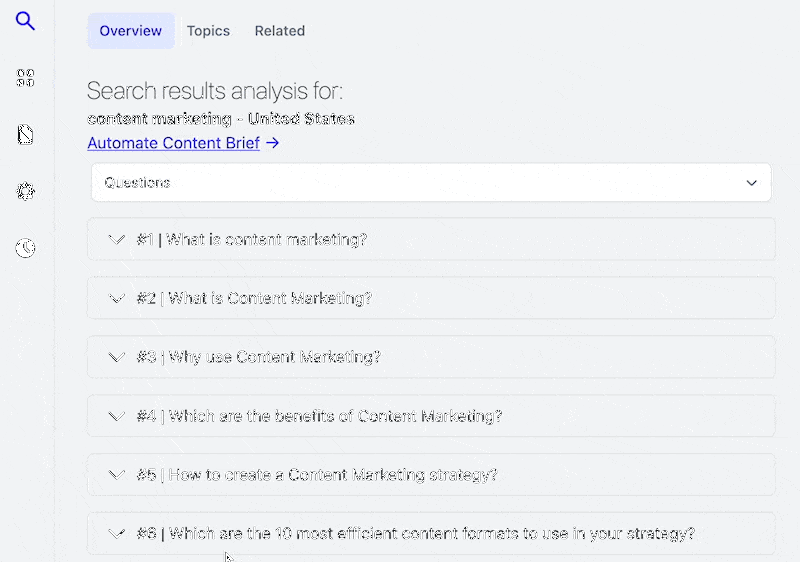 Overview Topics Related
Search results analysis for:
content marketing - United States
Automate Content Brief →
Questions
#1 | What is content marketing?
#2 | What is Content Marketing?
#3 | Why use Content Marketing?
#4 | Which are the benefits of Content Marketing?
#5 | How to create a Content Marketing strategy?
#6 | Which are the 10 most efficient content formats to use in your strategy?